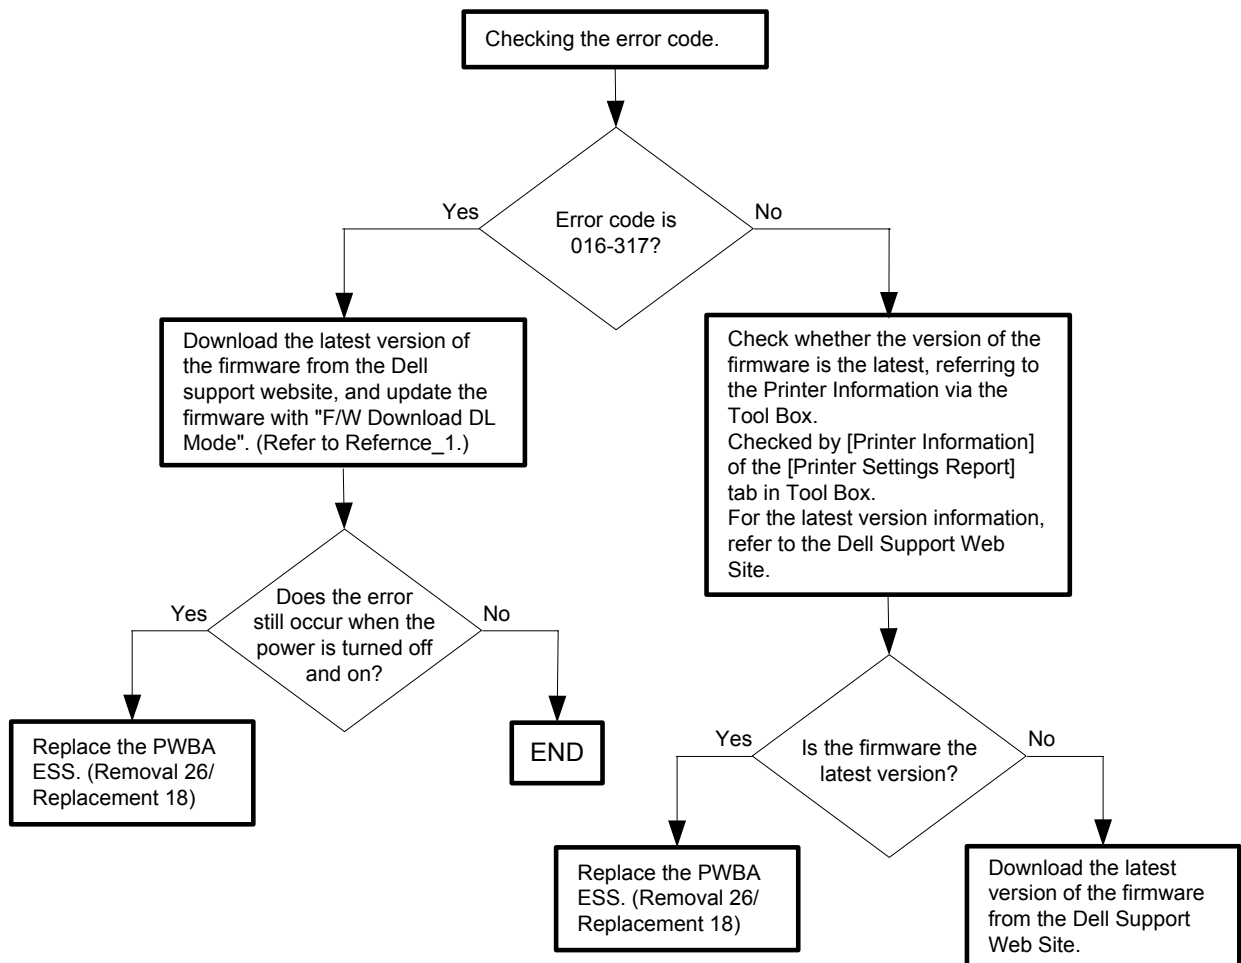 Checking the error code.
Yes
No
Error code is
016-317?
Download the latest version of
the firmware from the Dell
support website, and update the
firmware with "F/W Download DL
Mode". (Refer to Refernce_1.)
Check whether the version of the
firmware is the latest, referring to
the Printer Information via the
Tool Box.
Checked by [Printer Information]
of the [Printer Settings Report]
tab in Tool Box.
For the latest version information,
refer to the Dell Support Web
Site.
Yes
No
Does the error
still occur when the
power is turned off
and on?
Replace the PWBA
ESS. (Removal 26/
Replacement 18)
END
Yes
No
Is the firmware the
latest version?
Replace the PWBA
ESS. (Removal 26/
Replacement 18)
Download the latest
version of the firmware
from the Dell Support
Web Site.